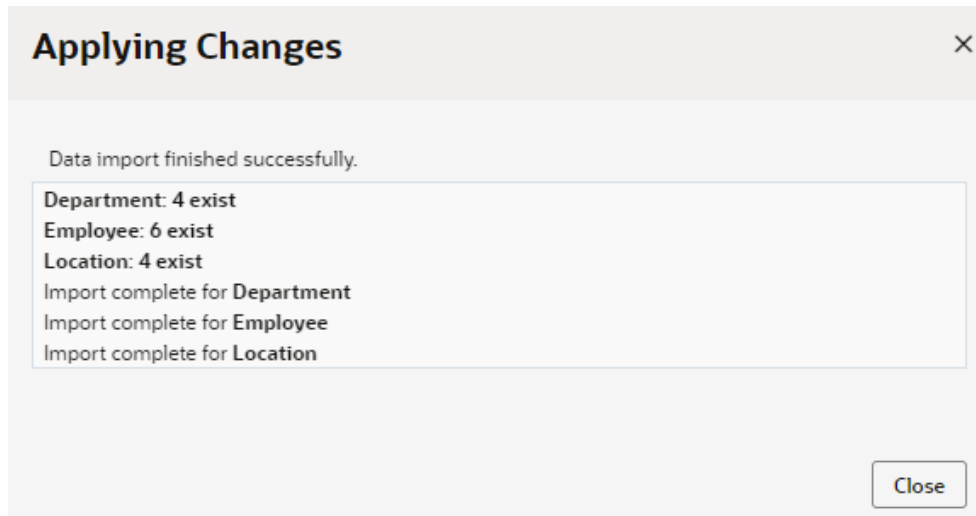 Applying Changes
Data import finished successfully.
Department: 4 exist
Employee: 6 exist
Location: 4 exist
Import complete for Department
Import complete for Employee
Import complete for Location
Close